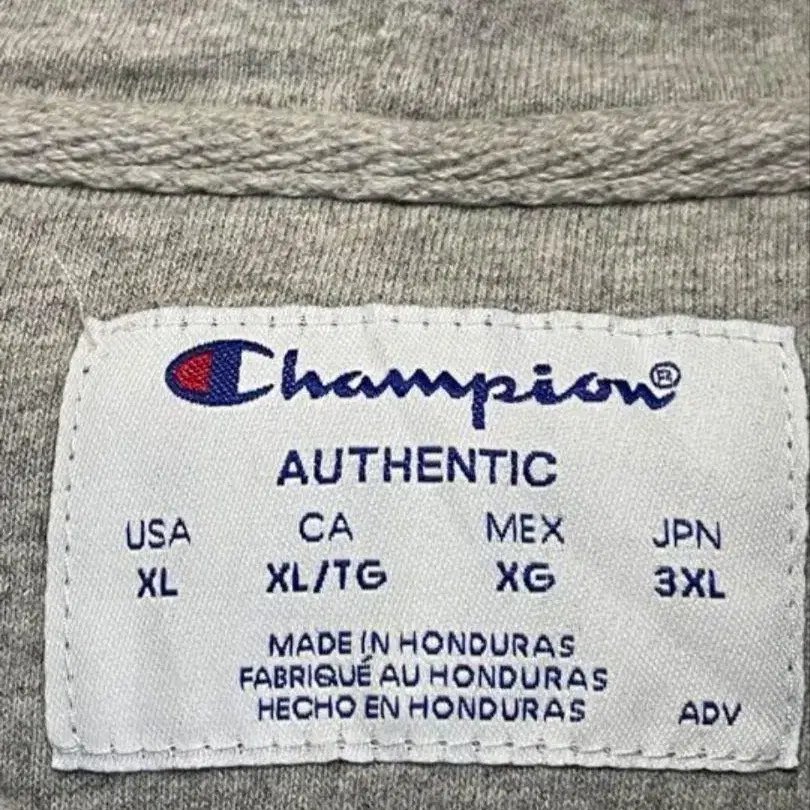 Champion®
AUTHENTIC
USA CA MEX JPN
XL XL/TG XG 3XL
MADE IN HONDURAS
FABRIQUÉ AU HONDURAS
HECHO EN HONDURAS ADV